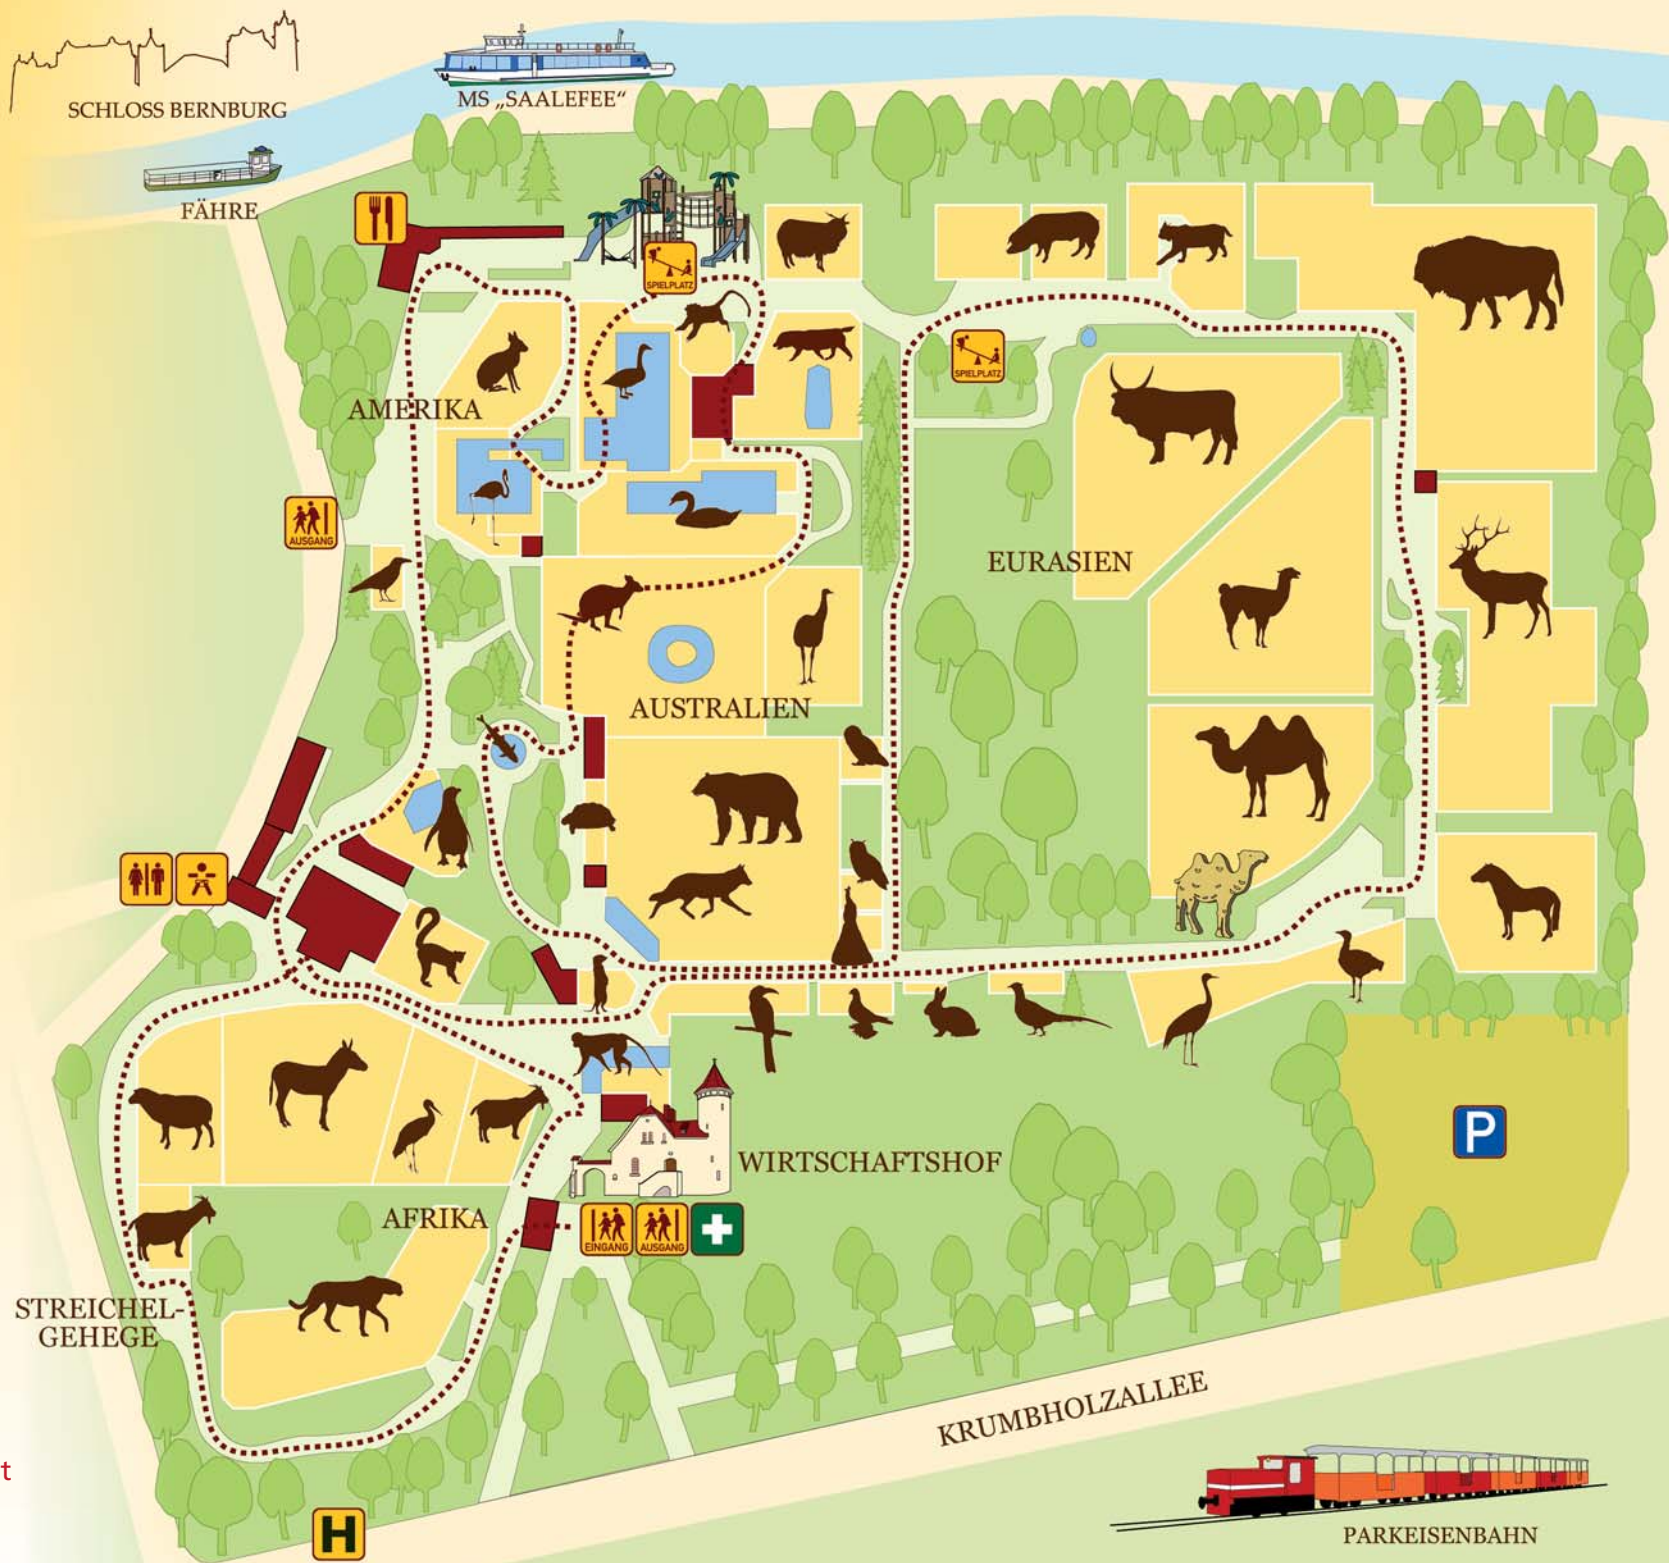 SCHLOSS BERNBURG
MS „SAALEFEE“
FÄHRE
SPIELPLATZ
SPIELPLATZ
AMERIKA
AUSGANG
EURASIEN
AUSTRALIEN
WIRTSCHAFTSHOF
P
AFRIKA
EINGANG
AUSGANG
STREICHEL-
GEHEGE
KRUMBHOLZALLEE
t
H
PARKEISENBAHN